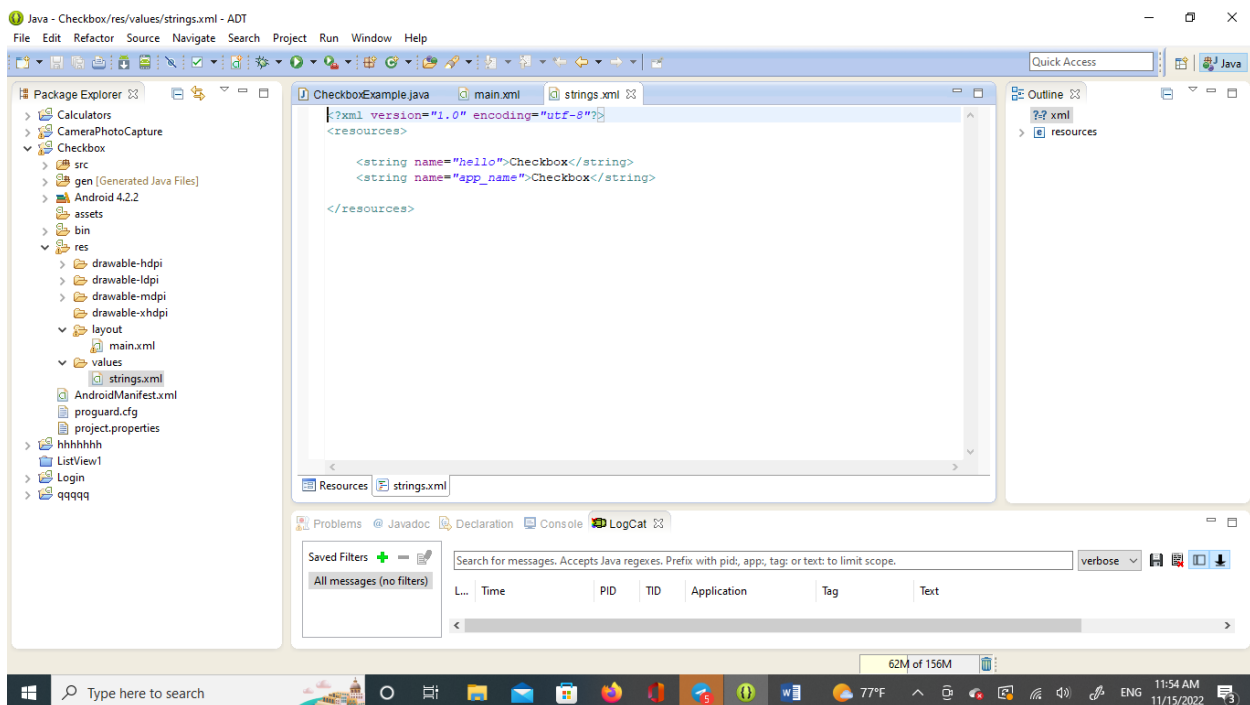 Java - Checkbox/res/values/strings.xml - ADT
File Edit Refactor Source Navigate Search Project Run Window Help
Quick Access
Java
Package Explorer
Calculators
CameraPhotoCapture
Checkbox
src
gen [Generated Java Files]
Android 4.2.2
assets
bin
res
drawable-hdpi
drawable-ldpi
drawable-mdpi
drawable-xhdpi
layout
main.xml
values
strings.xml
AndroidManifest.xml
proguard.cfg
project.properties
hhhhhhh
ListView1
Login
qqqqq
CheckboxExample.java main.xml strings.xml
<?xml version="1.0" encoding="utf-8"?>
<resources>
<string name="hello">Checkbox</string>
<string name="app_name">Checkbox</string>
</resources>
Resources strings.xml
Outline
?=? xml
e resources
Problems @ Javadoc Declaration Console LogCat
Saved Filters
All messages (no filters)
Search for messages. Accepts Java regexes. Prefix with pid:, app:, tag: or text: to limit scope.
verbose
L... Time PID TID Application Tag Text
62M of 156M
Type here to search
77°F
ENG
11:54 AM
11/15/2022